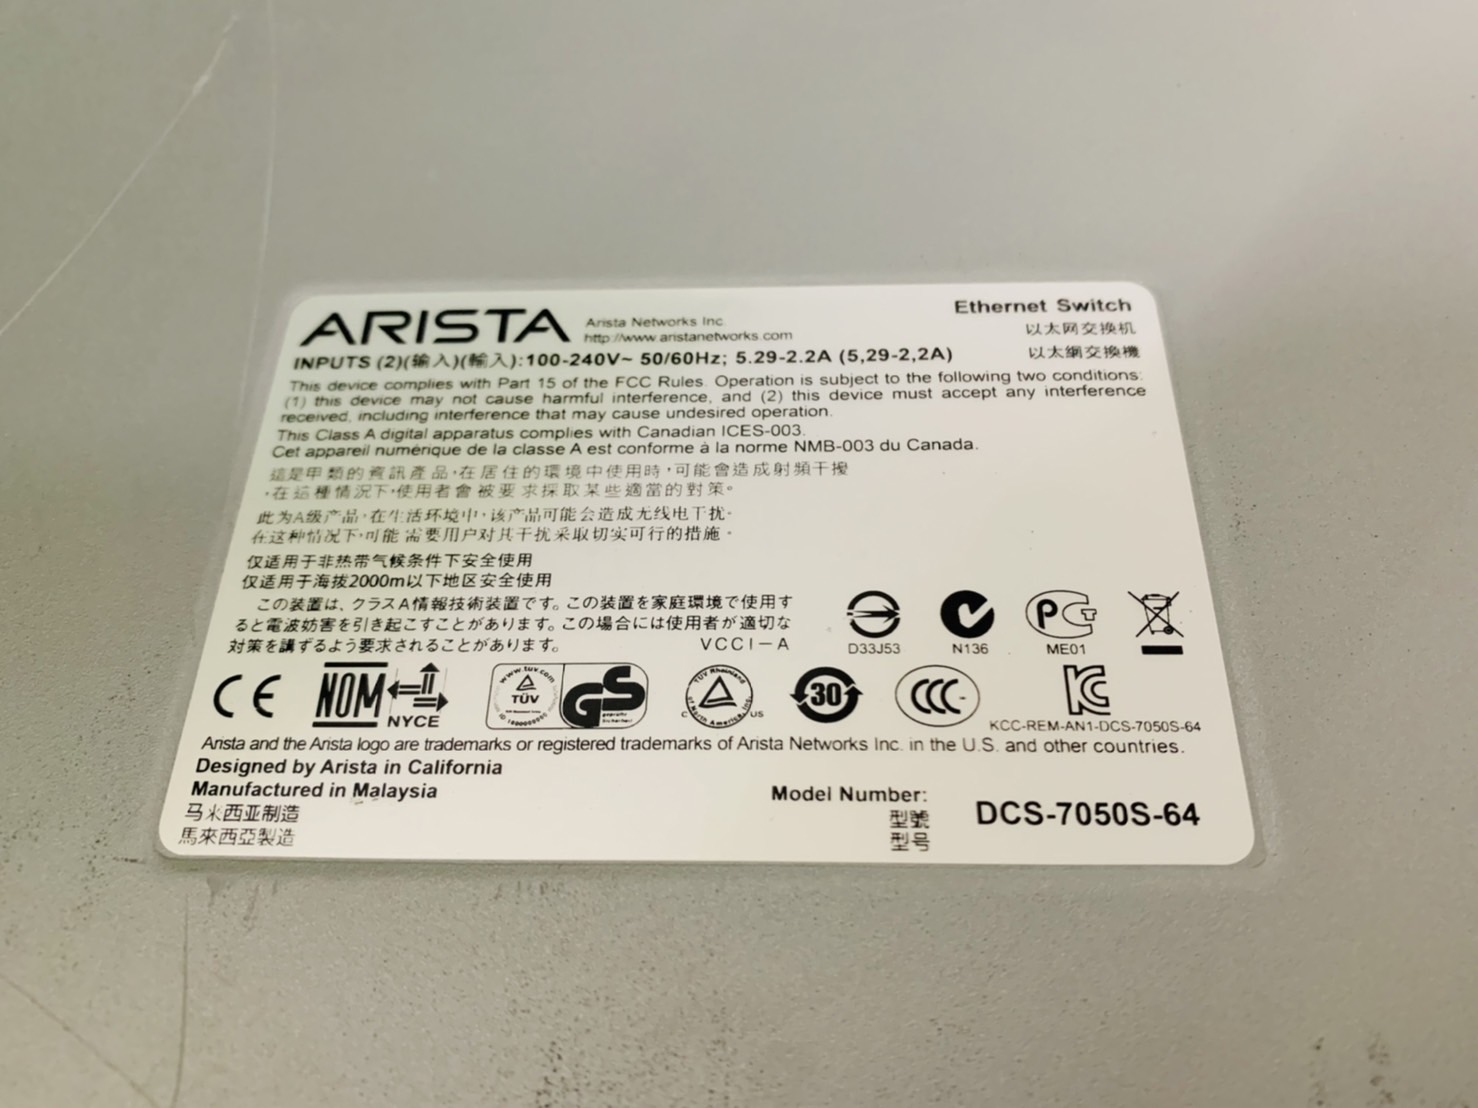 ARISTA
Arista Networks Inc
http://www.aristanetworks.com
Ethernet Switch
以太网交换机
以太網交換機
INPUTS (2)(输入)(輸入):100-240V~ 50/60Hz; 5.29-2.2A (5,29-2,2A)
This device complies with Part 15 of the FCC Rules. Operation is subject to the following two conditions:
(1) this device may not cause harmful interference, and (2) this device must accept any interference
received, including interference that may cause undesired operation.
This Class A digital apparatus complies with Canadian ICES-003.
Cet appareil numérique de la classe A est conforme à la norme NMB-003 du Canada.
這是甲類的資訊產品,在居住的環境中使用時,可能會造成射頻干擾
,在這種情況下,使用者會被要求採取某些適當的對策。
此为A级产品,在生活环境中,该产品可能会造成无线电干扰。
在这种情况下,可能需要用户对其干扰采取切实可行的措施。
仅适用于非热带气候条件下安全使用
仅适用于海拔2000m以下地区安全使用
この装置は、クラスA情報技術装置です。この装置を家庭環境で使用す
ると電波妨害を引き起こすことがあります。この場合には使用者が適切な
対策を講ずるよう要求されることがあります。 VCCI-A
D33J53
N136
PG
ME01
CE
NOM
NYCE
www.tuv.com
TÜV
GS
geprüfte
Sicherheit
TÜV Rheinland
of North America, Inc.
C US
30
CCC
KC
KCC-REM-AN1-DCS-7050S-64
Arista and the Arista logo are trademarks or registered trademarks of Arista Networks Inc. in the U.S. and other countries.
Designed by Arista in California
Manufactured in Malaysia
马来西亚制造
馬來西亞製造
Model Number:
型號
型号
DCS-7050S-64